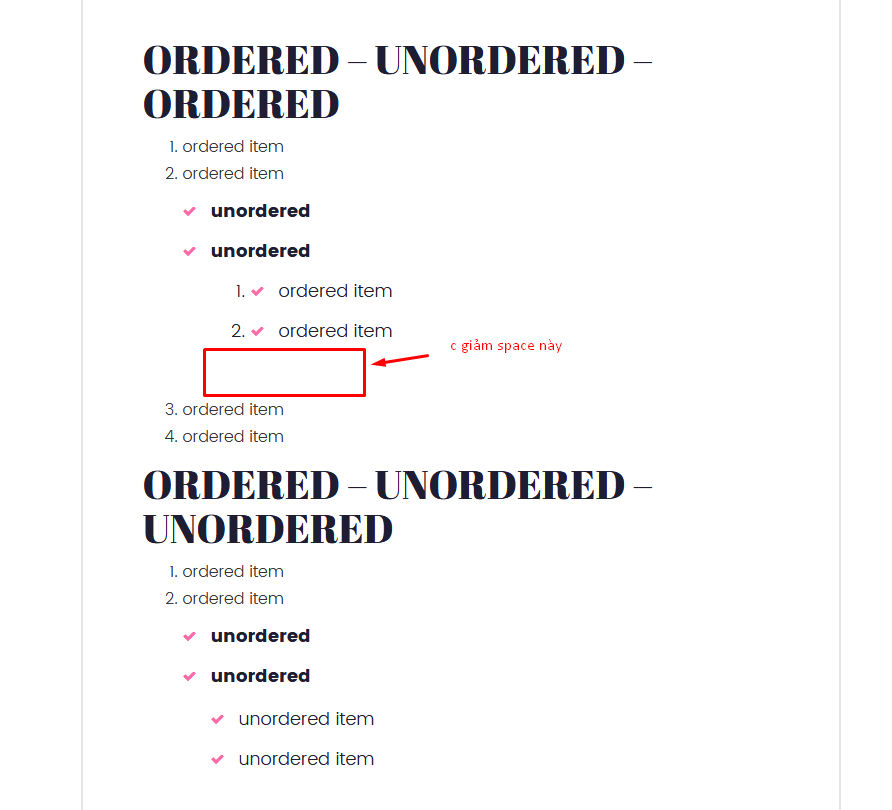 ORDERED – UNORDERED –
ORDERED
1. ordered item
2. ordered item
unordered
unordered
1. ordered item
2. ordered item
c giảm space này
3. ordered item
4. ordered item
ORDERED – UNORDERED –
UNORDERED
1. ordered item
2. ordered item
unordered
unordered
unordered item
unordered item